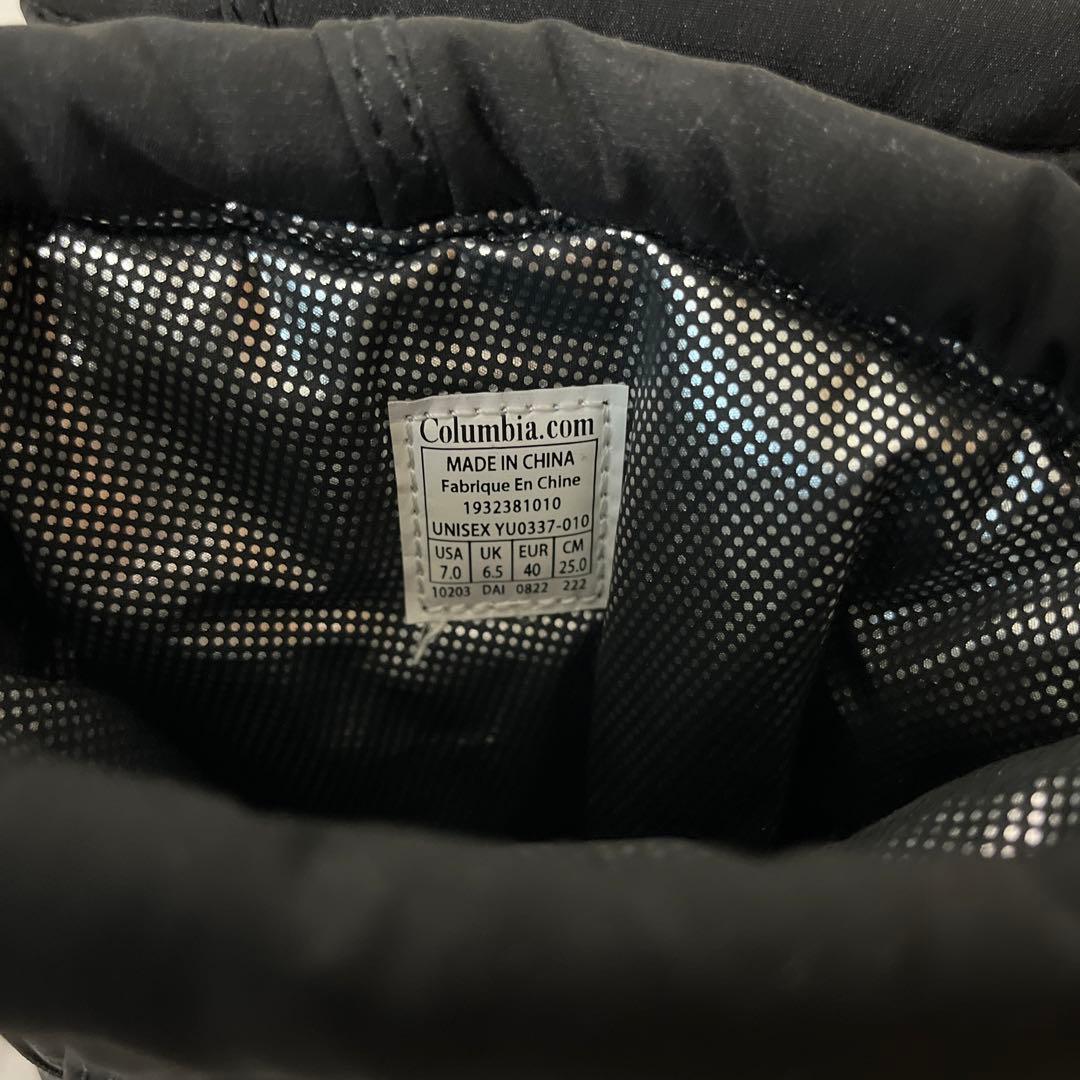 Columbia.com
MADE IN CHINA
Fabrique En Chine
1932381010
UNISEX YU0337-010
USA UK EUR CM
7.0 6.5 40 25.0
10203 DAI 0822 222